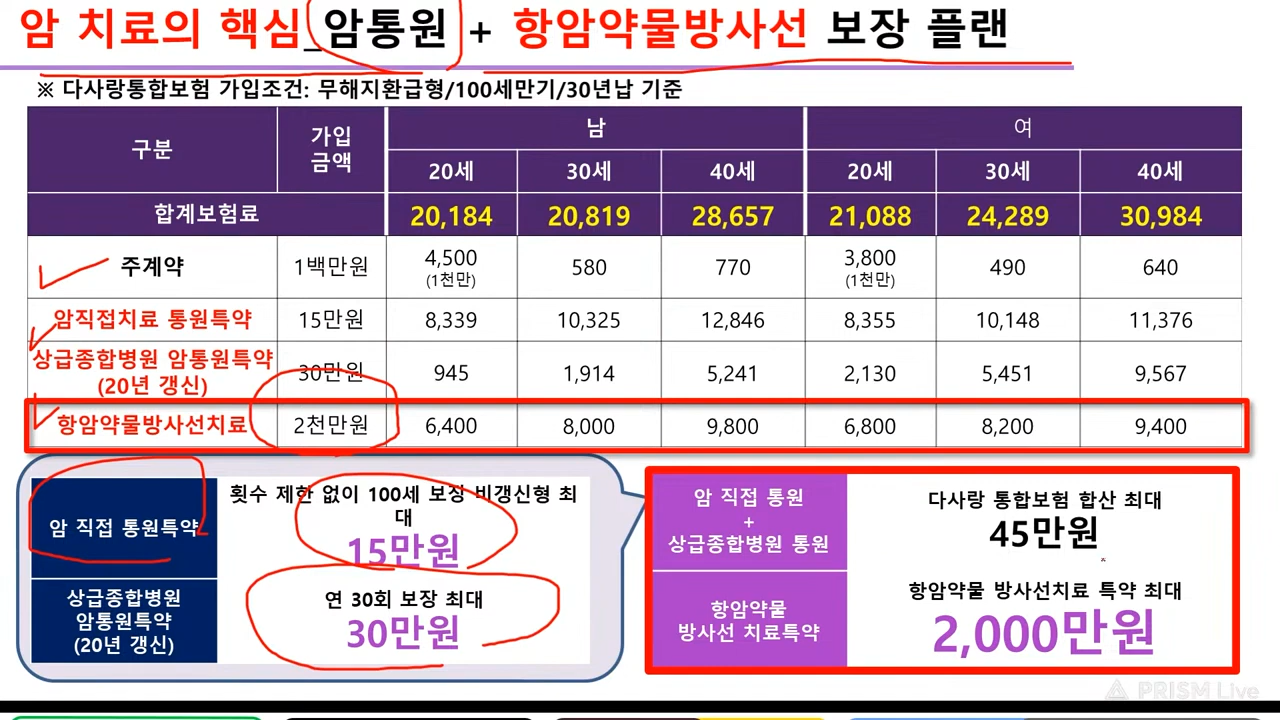 암 치료의 핵심_암통원 + 항암약물방사선 보장 플랜
※ 다사랑통합보험 가입조건: 무해지환급형/100세만기/30년납 기준
구분 가입 금액 남 여
20세 30세 40세 20세 30세 40세
합계보험료 20,184 20,819 28,657 21,088 24,289 30,984
주계약 1백만원 4,500 (1천만) 580 770 3,800 (1천만) 490 640
암직접치료 통원특약 15만원 8,339 10,325 12,846 8,355 10,148 11,376
상급종합병원 암통원특약 (20년 갱신) 30만원 945 1,914 5,241 2,130 5,451 9,567
항암약물방사선치료 2천만원 6,400 8,000 9,800 6,800 8,200 9,400
암 직접 통원특약
횟수 제한 없이 100세 보장 비갱신형 최
대
15만원
상급종합병원
암통원특약
(20년 갱신)
연 30회 보장 최대
30만원
암 직접 통원
+
상급종합병원 통원
다사랑 통합보험 합산 최대
45만원
항암약물
방사선 치료특약
항암약물 방사선치료 특약 최대
2,000만원
PRISM Live